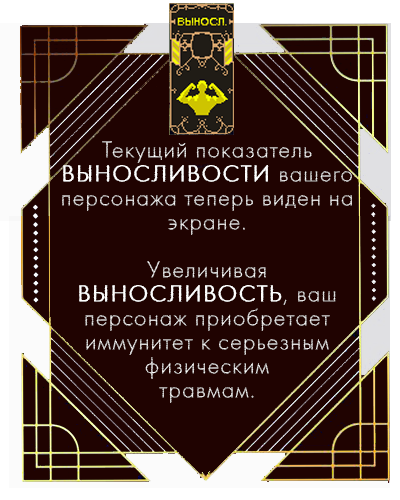 ВЫНОСЛ.
Текущий показатель
ВЫНОСЛИВОСТИ вашего
персонажа теперь виден на
экране.
Увеличивая
ВЫНОСЛИВОСТЬ, ваш
персонаж приобретает
иммунитет к серьезным
физическим
травмам.